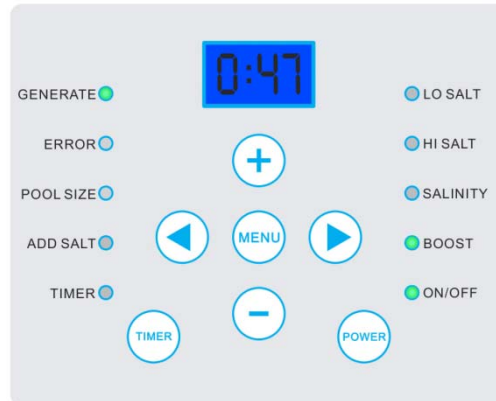 0:47
GENERATE
LO SALT
ERROR
HI SALT
+
POOL SIZE
SALINITY
ADD SALT
MENU
BOOST
TIMER
ON/OFF
−
TIMER
POWER